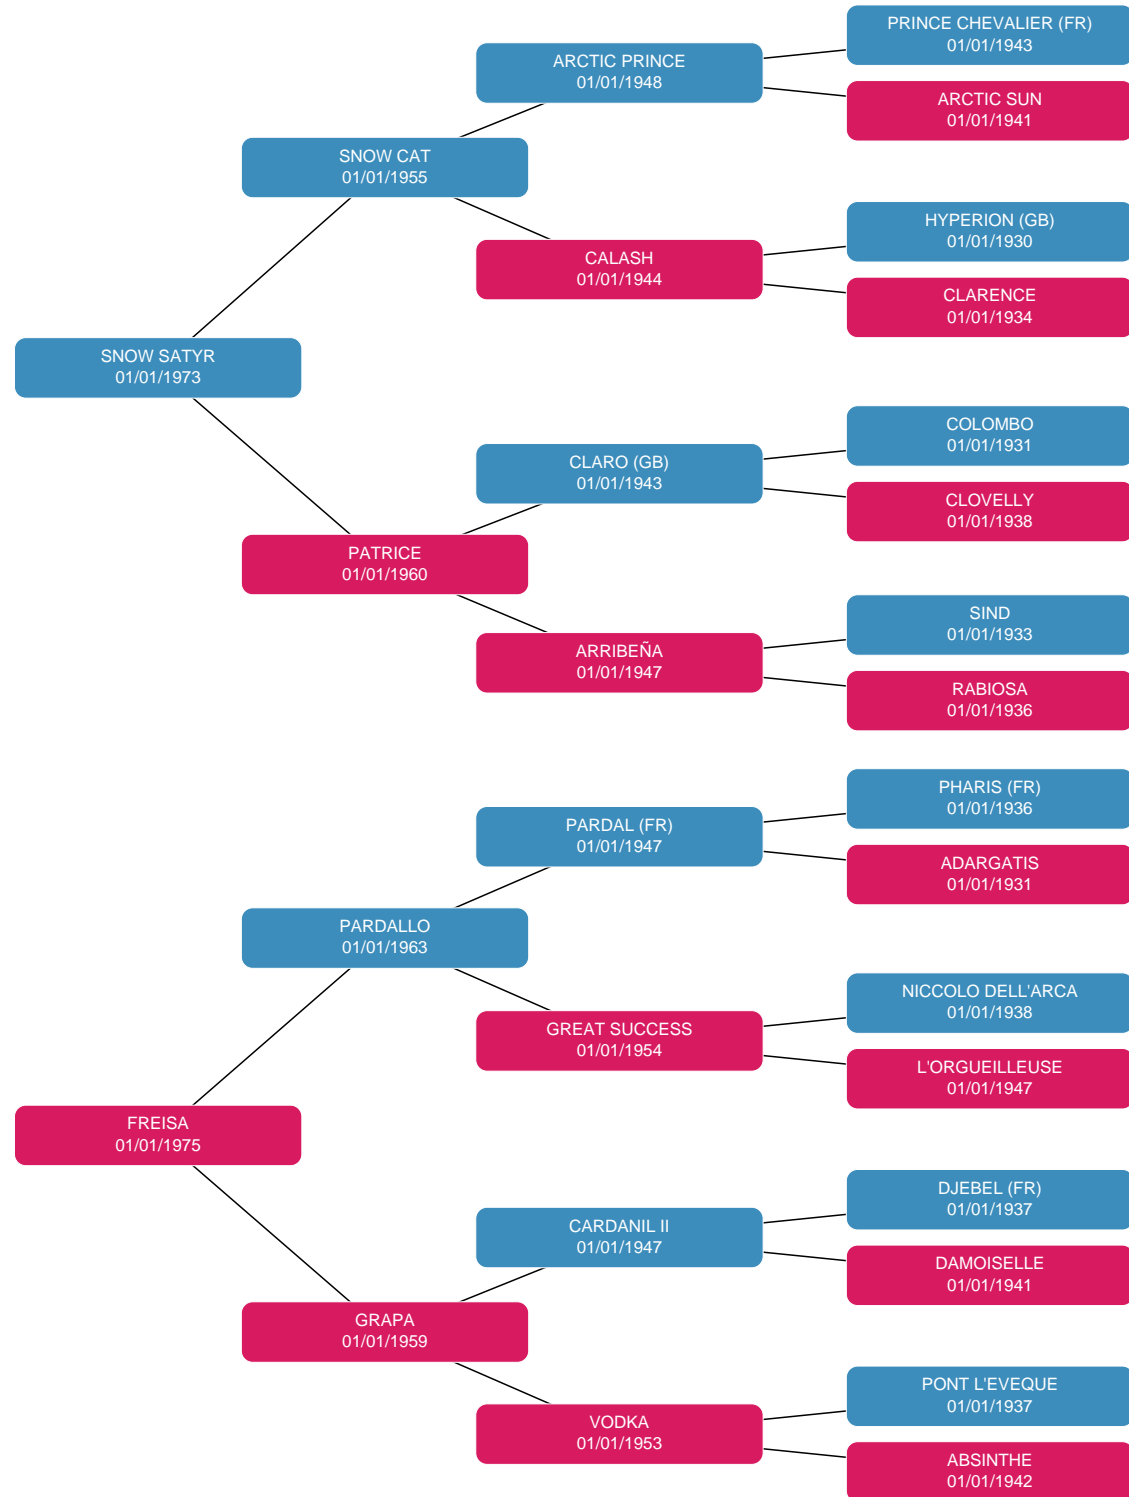 PRINCE CHEVALIER (FR)
01/01/1943
ARCTIC PRINCE
01/01/1948
ARCTIC SUN
01/01/1941
SNOW CAT
01/01/1955
HYPERION (GB)
01/01/1930
CALASH
01/01/1944
CLARENCE
01/01/1934
SNOW SATYR
01/01/1973
COLOMBO
01/01/1931
CLARO (GB)
01/01/1943
CLOVELLY
01/01/1938
PATRICE
01/01/1960
SIND
01/01/1933
ARRIBEÑA
01/01/1947
RABIOSA
01/01/1936
PHARIS (FR)
01/01/1936
PARDAL (FR)
01/01/1947
ADARGATIS
01/01/1931
PARDALLO
01/01/1963
NICCOLO DELL'ARCA
01/01/1938
GREAT SUCCESS
01/01/1954
L'ORGUEILLEUSE
01/01/1947
FREISA
01/01/1975
DJEBEL (FR)
01/01/1937
CARDANIL II
01/01/1947
DAMOISELLE
01/01/1941
GRAPA
01/01/1959
PONT L'EVEQUE
01/01/1937
VODKA
01/01/1953
ABSINTHE
01/01/1942